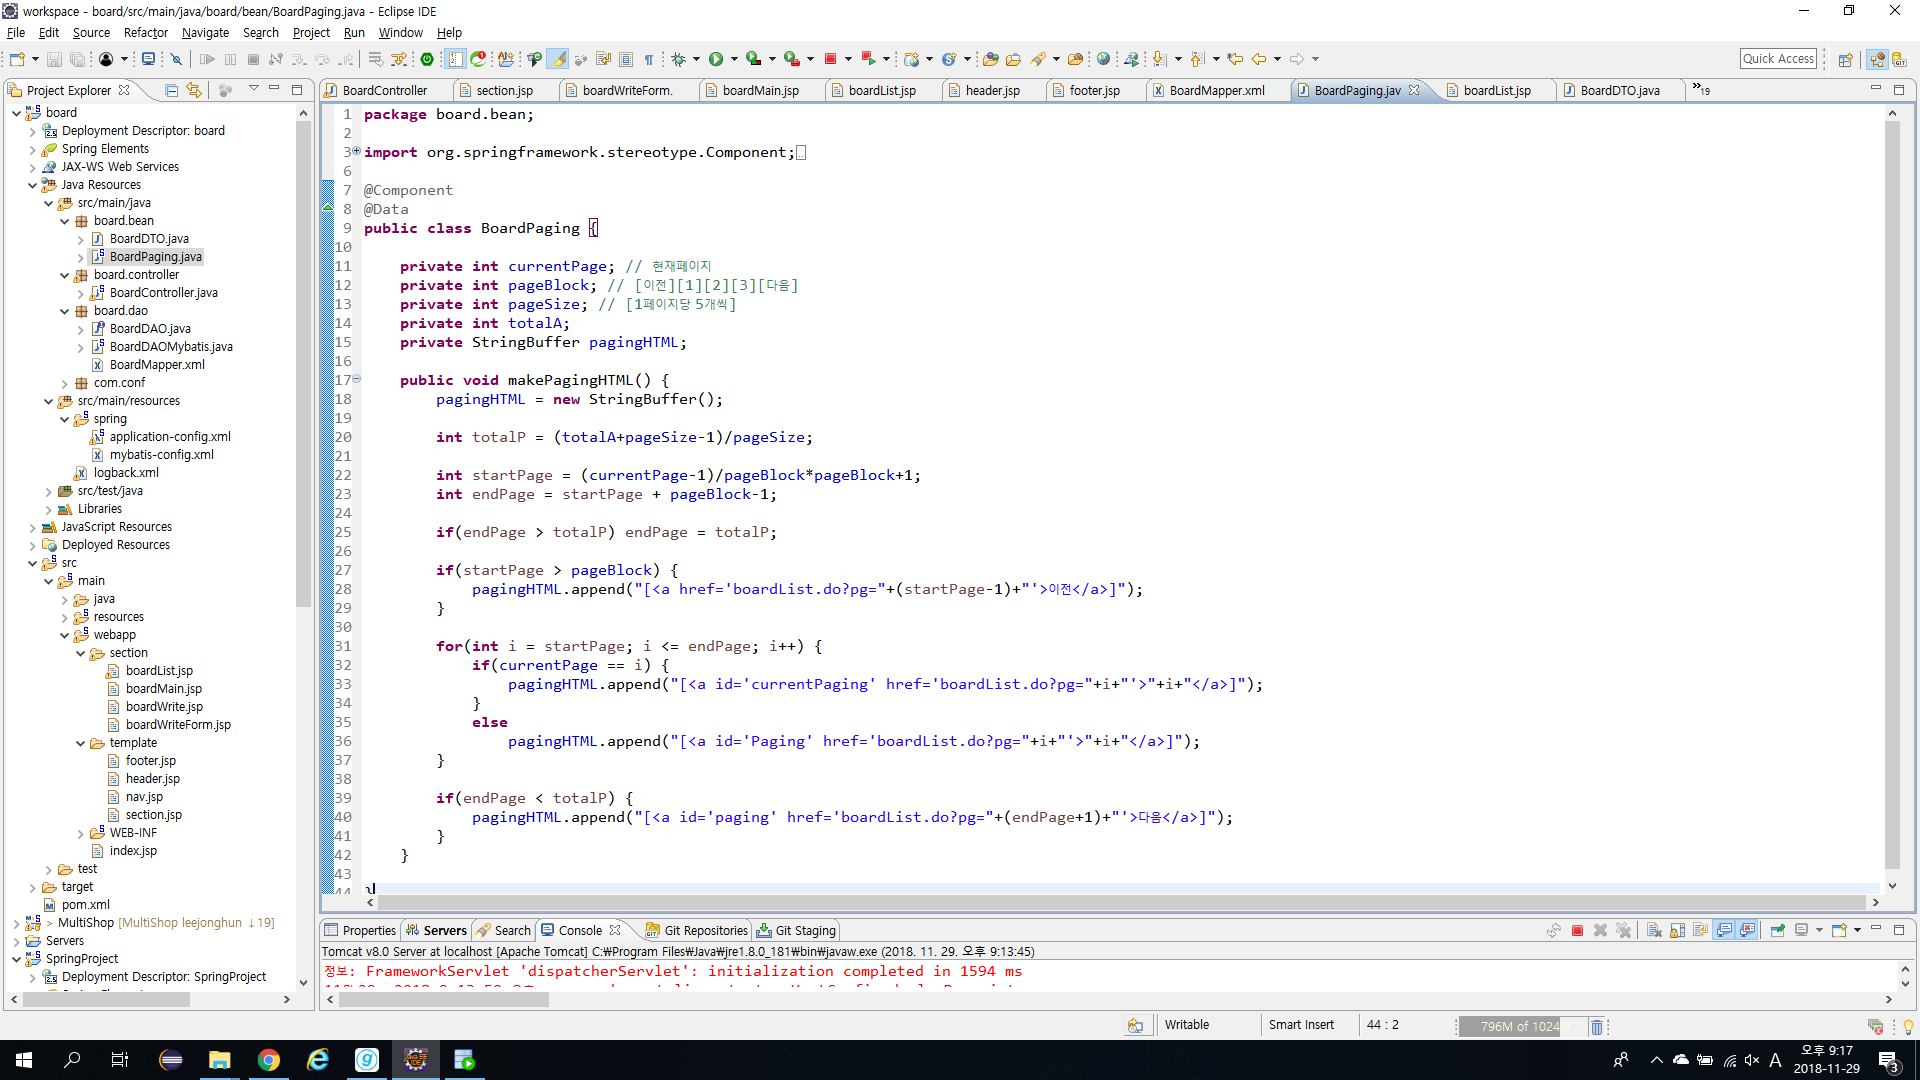 workspace - board/src/main/java/board/bean/BoardPaging.java - Eclipse IDE
File Edit Source Refactor Navigate Search Project Run Window Help
Quick Access
Project Explorer
BoardController section.jsp boardWriteForm. boardMain.jsp boardList.jsp header.jsp footer.jsp BoardMapper.xml BoardPaging.jav boardList.jsp BoardDTO.java »19
board
Deployment Descriptor: board
Spring Elements
JAX-WS Web Services
Java Resources
src/main/java
board.bean
BoardDTO.java
BoardPaging.java
board.controller
BoardController.java
board.dao
BoardDAO.java
BoardDAOMybatis.java
BoardMapper.xml
com.conf
src/main/resources
spring
application-config.xml
mybatis-config.xml
logback.xml
src/test/java
Libraries
JavaScript Resources
Deployed Resources
src
main
java
resources
webapp
section
boardList.jsp
boardMain.jsp
boardWrite.jsp
boardWriteForm.jsp
template
footer.jsp
header.jsp
nav.jsp
section.jsp
WEB-INF
index.jsp
test
target
pom.xml
> MultiShop [MultiShop leejonghun ↓19]
Servers
SpringProject
Deployment Descriptor: SpringProject
1 package board.bean;
2
3 import org.springframework.stereotype.Component;
6
7 @Component
8 @Data
9 public class BoardPaging {
10
11 private int currentPage; // 현재페이지
12 private int pageBlock; // [이전][1][2][3][다음]
13 private int pageSize; // [1페이지당 5개씩]
14 private int totalA;
15 private StringBuffer pagingHTML;
16
17 public void makePagingHTML() {
18 pagingHTML = new StringBuffer();
19
20 int totalP = (totalA+pageSize-1)/pageSize;
21
22 int startPage = (currentPage-1)/pageBlock*pageBlock+1;
23 int endPage = startPage + pageBlock-1;
24
25 if(endPage > totalP) endPage = totalP;
26
27 if(startPage > pageBlock) {
28 pagingHTML.append("[<a href='boardList.do?pg="+(startPage-1)+"'>이전</a>]");
29 }
30
31 for(int i = startPage; i <= endPage; i++) {
32 if(currentPage == i) {
33 pagingHTML.append("[<a id='currentPaging' href='boardList.do?pg="+i+"'>"+i+"</a>]");
34 }
35 else
36 pagingHTML.append("[<a id='Paging' href='boardList.do?pg="+i+"'>"+i+"</a>]");
37 }
38
39 if(endPage < totalP) {
40 pagingHTML.append("[<a id='paging' href='boardList.do?pg="+(endPage+1)+"'>다음</a>]");
41 }
42 }
43
44 }
Properties Servers Search Console Git Repositories Git Staging
Tomcat v8.0 Server at localhost [Apache Tomcat] C:₩Program Files₩Java₩jre1.8.0_181₩bin₩javaw.exe (2018. 11. 29. 오후 9:13:45)
정보: FrameworkServlet 'dispatcherServlet': initialization completed in 1594 ms
Writable Smart Insert 44 : 2 796M of 1024M
A 오후 9:17
2018-11-29
3